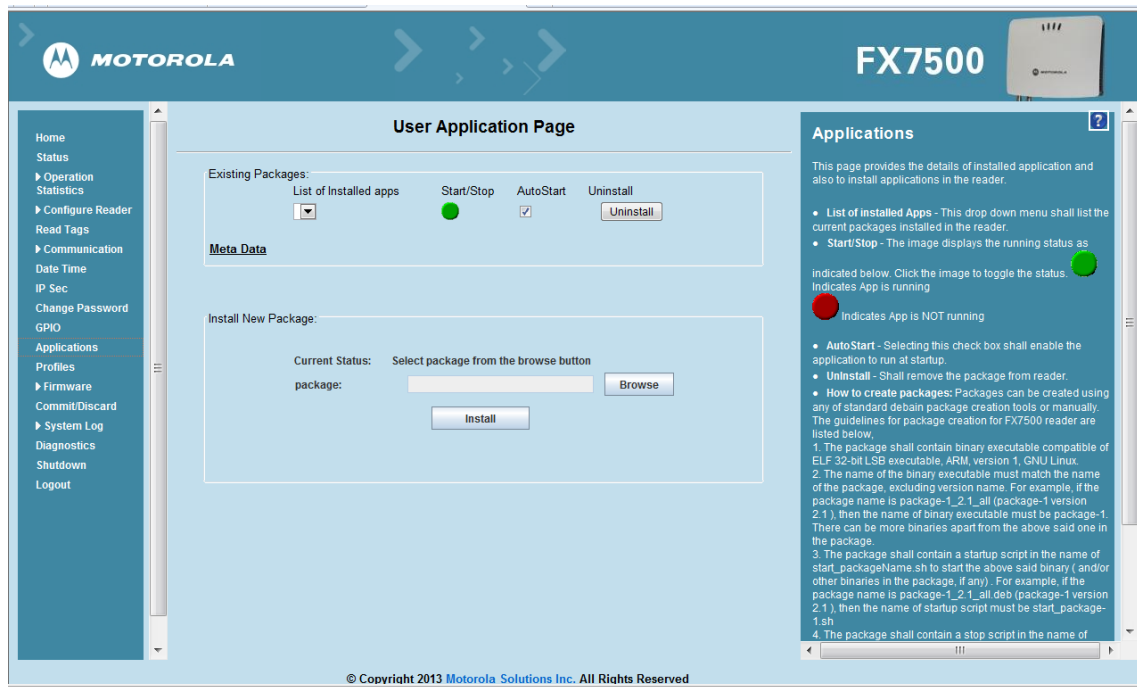 MOTOROLA
FX7500
MOTOROLA
Home
Status
Operation
Statistics
Configure Reader
Read Tags
Communication
Date Time
IP Sec
Change Password
GPIO
Applications
Profiles
Firmware
Commit/Discard
System Log
Diagnostics
Shutdown
Logout
User Application Page
Existing Packages:
List of Installed apps Start/Stop AutoStart Uninstall
Uninstall
Meta Data
Install New Package:
Current Status: Select package from the browse button
package: Browse
Install
?
Applications
This page provides the details of installed application and
also to install applications in the reader.
• List of installed Apps - This drop down menu shall list the
current packages installed in the reader.
• Start/Stop - The image displays the running status as
indicated below. Click the image to toggle the status.
Indicates App is running
Indicates App is NOT running
• AutoStart - Selecting this check box shall enable the
application to run at startup.
• Uninstall - Shall remove the package from reader.
• How to create packages: Packages can be created using
any of standard debain package creation tools or manually.
The guidelines for package creation for FX7500 reader are
listed below,
1. The package shall contain binary executable compatible of
ELF 32-bit LSB executable, ARM, version 1, GNU Linux.
2. The name of the binary executable must match the name
of the package, excluding version name. For example, if the
package name is package-1_2.1_all (package-1 version
2.1 ), then the name of binary executable must be package-1.
There can be more binaries apart from the above said one in
the package.
3. The package shall contain a startup script in the name of
start_packageName.sh to start the above said binary ( and/or
other binaries in the package, if any) . For example, if the
package name is package-1_2.1_all.deb (package-1 version
2.1 ), then the name of startup script must be start_package-
1.sh
4. The package shall contain a stop script in the name of
© Copyright 2013 Motorola Solutions Inc. All Rights Reserved